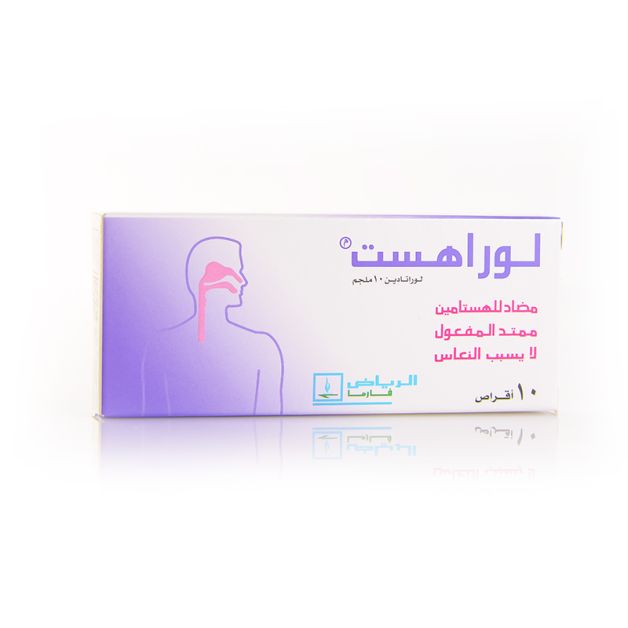 لوراهست م
لوراتادين ١٠ ملجم
مضاد للهستامين
ممتد المفعول
لا يسبب النعاس
١٠ أقراص
الرياض
فارما